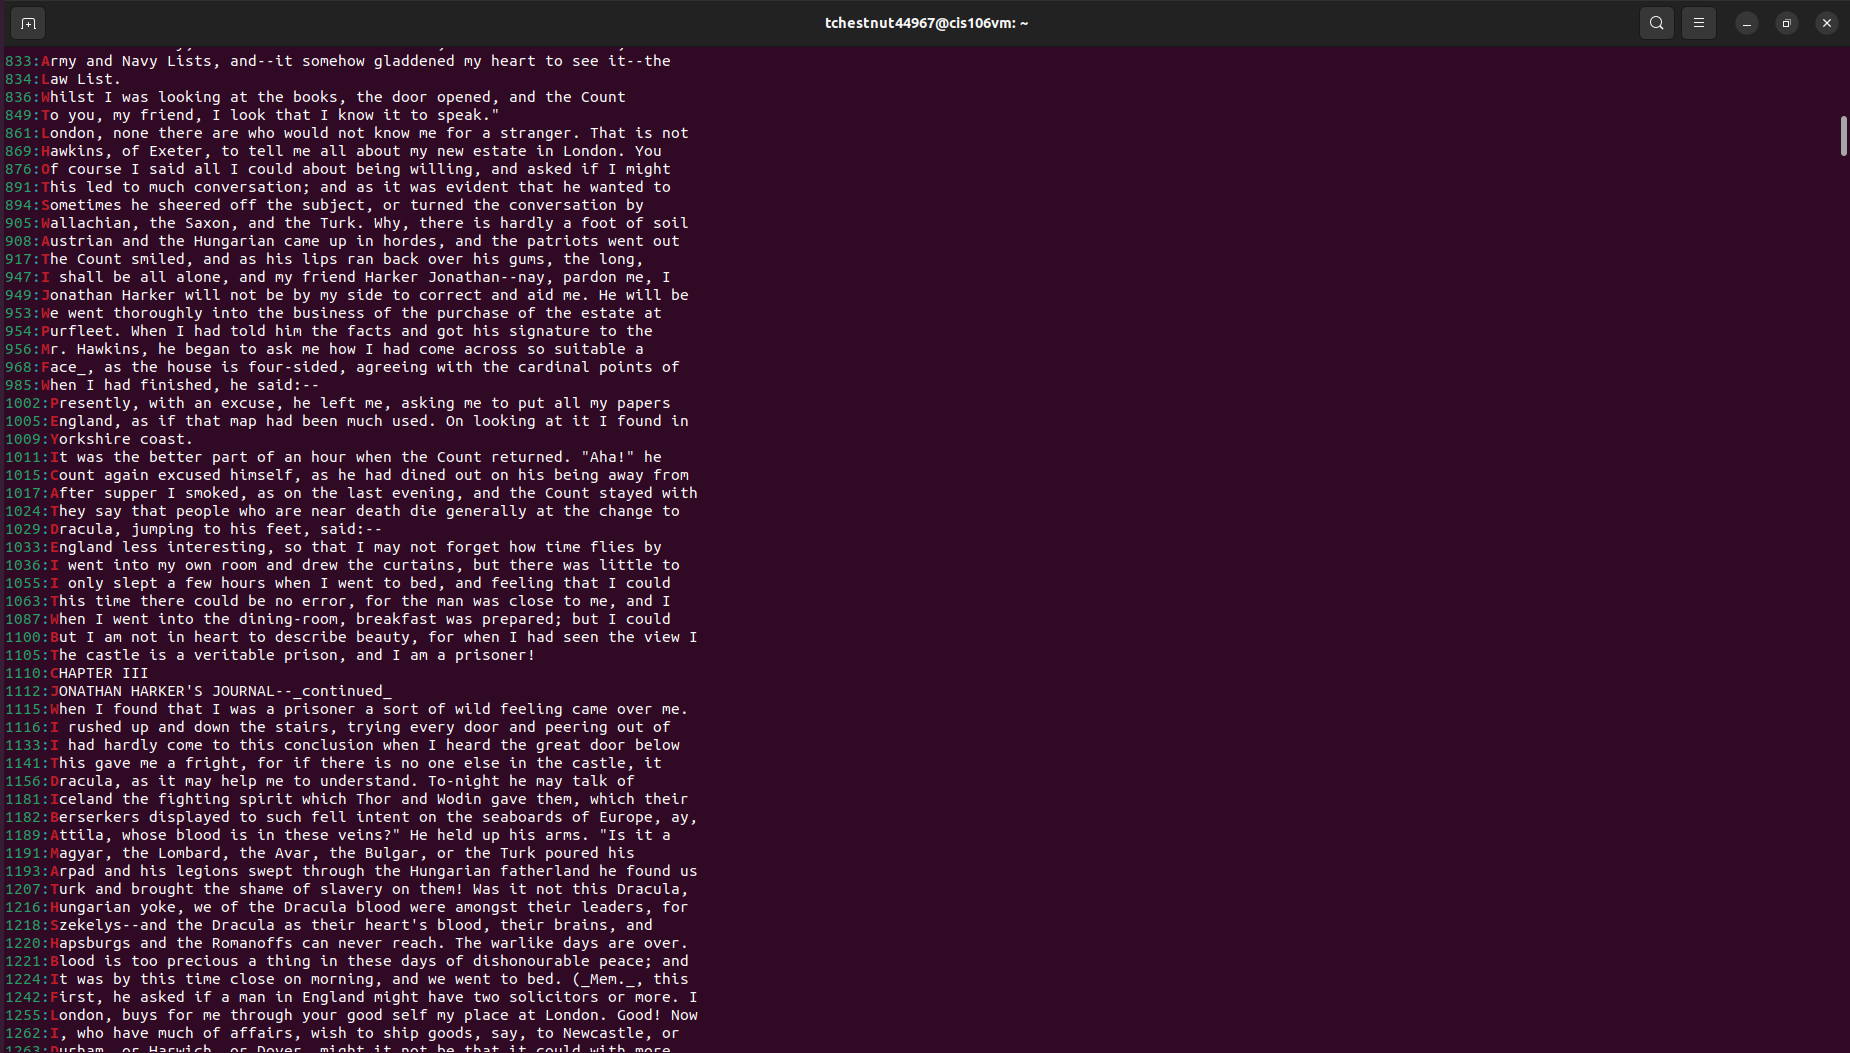 tchestnut44967@cis106vm: ~
833:Army and Navy Lists, and--it somehow gladdened my heart to see it--the
834:Law List.
836:Whilst I was looking at the books, the door opened, and the Count
849:To you, my friend, I look that I know it to speak."
861:London, none there are who would not know me for a stranger. That is not
869:Hawkins, of Exeter, to tell me all about my new estate in London. You
876:Of course I said all I could about being willing, and asked if I might
891:This led to much conversation; and as it was evident that he wanted to
894:Sometimes he sheered off the subject, or turned the conversation by
905:Wallachian, the Saxon, and the Turk. Why, there is hardly a foot of soil
908:Austrian and the Hungarian came up in hordes, and the patriots went out
917:The Count smiled, and as his lips ran back over his gums, the long,
947:I shall be all alone, and my friend Harker Jonathan--nay, pardon me, I
949:Jonathan Harker will not be by my side to correct and aid me. He will be
953:We went thoroughly into the business of the purchase of the estate at
954:Purfleet. When I had told him the facts and got his signature to the
956:Mr. Hawkins, he began to ask me how I had come across so suitable a
968:Face_, as the house is four-sided, agreeing with the cardinal points of
985:When I had finished, he said:--
1002:Presently, with an excuse, he left me, asking me to put all my papers
1005:England, as if that map had been much used. On looking at it I found in
1009:Yorkshire coast.
1011:It was the better part of an hour when the Count returned. "Aha!" he
1015:Count again excused himself, as he had dined out on his being away from
1017:After supper I smoked, as on the last evening, and the Count stayed with
1024:They say that people who are near death die generally at the change to
1029:Dracula, jumping to his feet, said:--
1033:England less interesting, so that I may not forget how time flies by
1036:I went into my own room and drew the curtains, but there was little to
1055:I only slept a few hours when I went to bed, and feeling that I could
1063:This time there could be no error, for the man was close to me, and I
1087:When I went into the dining-room, breakfast was prepared; but I could
1100:But I am not in heart to describe beauty, for when I had seen the view I
1105:The castle is a veritable prison, and I am a prisoner!
1110:CHAPTER III
1112:JONATHAN HARKER'S JOURNAL--_continued_
1115:When I found that I was a prisoner a sort of wild feeling came over me.
1116:I rushed up and down the stairs, trying every door and peering out of
1133:I had hardly come to this conclusion when I heard the great door below
1141:This gave me a fright, for if there is no one else in the castle, it
1156:Dracula, as it may help me to understand. To-night he may talk of
1181:Iceland the fighting spirit which Thor and Wodin gave them, which their
1182:Berserkers displayed to such fell intent on the seaboards of Europe, ay,
1189:Attila, whose blood is in these veins?" He held up his arms. "Is it a
1191:Magyar, the Lombard, the Avar, the Bulgar, or the Turk poured his
1193:Arpad and his legions swept through the Hungarian fatherland he found us
1207:Turk and brought the shame of slavery on them! Was it not this Dracula,
1216:Hungarian yoke, we of the Dracula blood were amongst their leaders, for
1218:Szekelys--and the Dracula as their heart's blood, their brains, and
1220:Hapsburgs and the Romanoffs can never reach. The warlike days are over.
1221:Blood is too precious a thing in these days of dishonourable peace; and
1224:It was by this time close on morning, and we went to bed. (_Mem._, this
1242:First, he asked if a man in England might have two solicitors or more. I
1255:London, buys for me through your good self my place at London. Good! Now
1262:I, who have much of affairs, wish to ship goods, say, to Newcastle, or
1263:Durham, or Harwich, or Dover, might it not be that it could with more